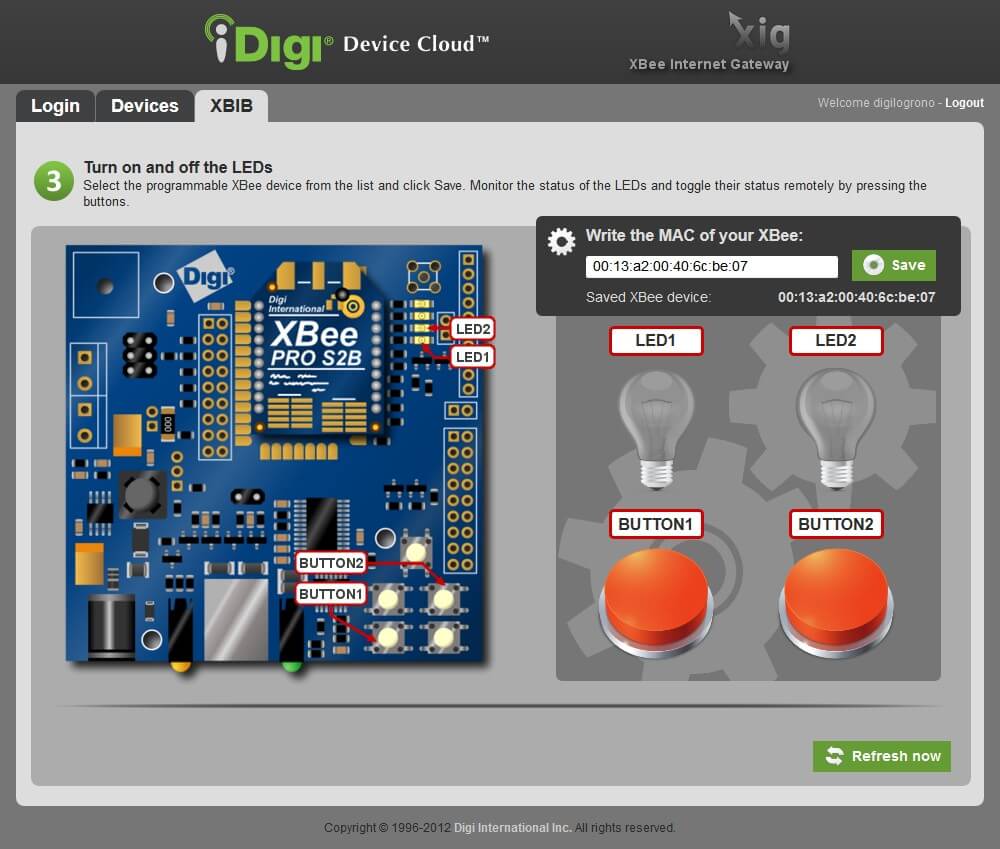 iDigi® Device Cloud™
xig
XBee Internet Gateway
Login
Devices
XBIB
Welcome digilogrono - Logout
3
Turn on and off the LEDs
Select the programmable XBee device from the list and click Save. Monitor the status of the LEDs and toggle their status remotely by pressing the
buttons.
Write the MAC of your XBee:
00:13:a2:00:40:6c:be:07
Save
Saved XBee device:
00:13:a2:00:40:6c:be:07
Digi®
Digi
International
XBee
PRO S2B
LED2
LED1
000
BUTTON2
BUTTON1
LED1
LED2
BUTTON1
BUTTON2
Refresh now
Copyright © 1996-2012 Digi International Inc. All rights reserved.